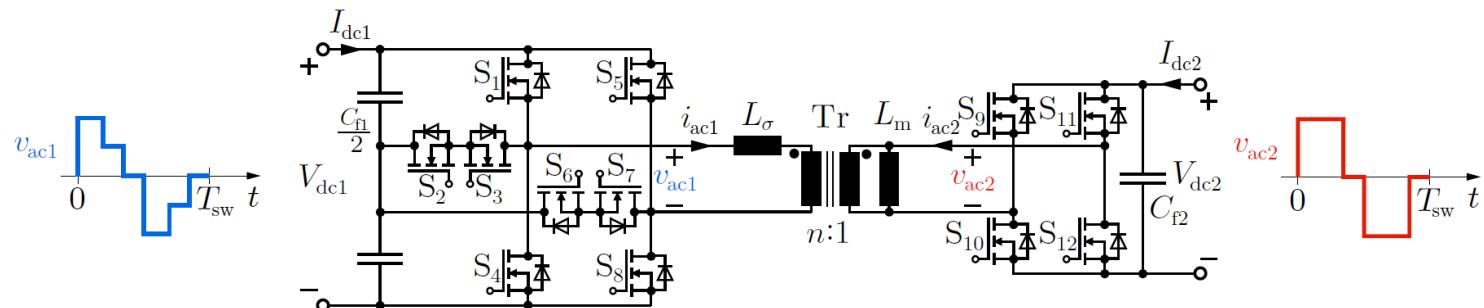 v_ac1
0
T_sw
t
I_dc1
+
C_f1
2
V_dc1
−
S_1
S_5
S_2
S_3
S_6
S_7
S_4
S_8
i_ac1
L_σ
Tr
L_m
i_ac2
+
v_ac1
−
+
v_ac2
−
n:1
S_9
S_11
S_10
S_12
I_dc2
+
V_dc2
C_f2
−
v_ac2
0
T_sw
t